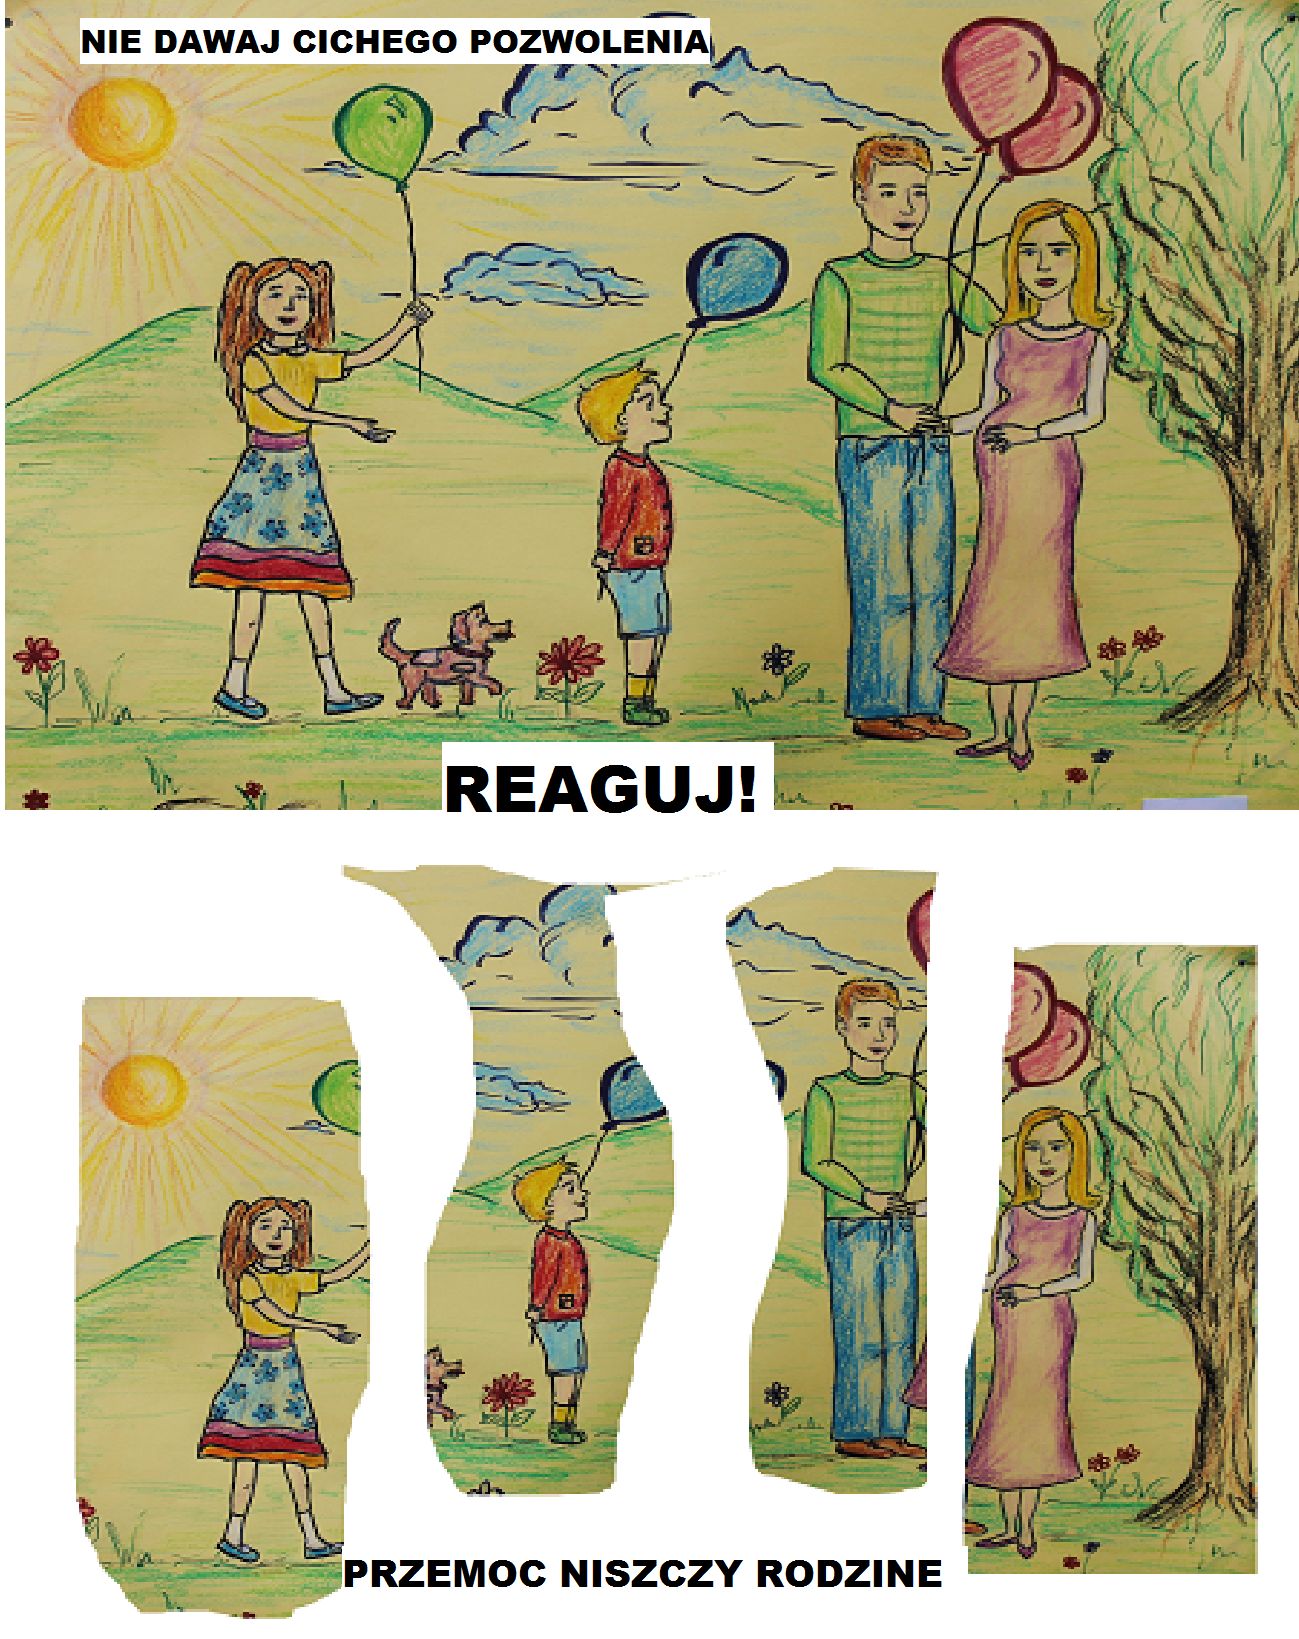 NIE DAWAJ CICHEGO POZWOLENIA
REAGUJ!
PRZEMOC NISZCZY RODZINE